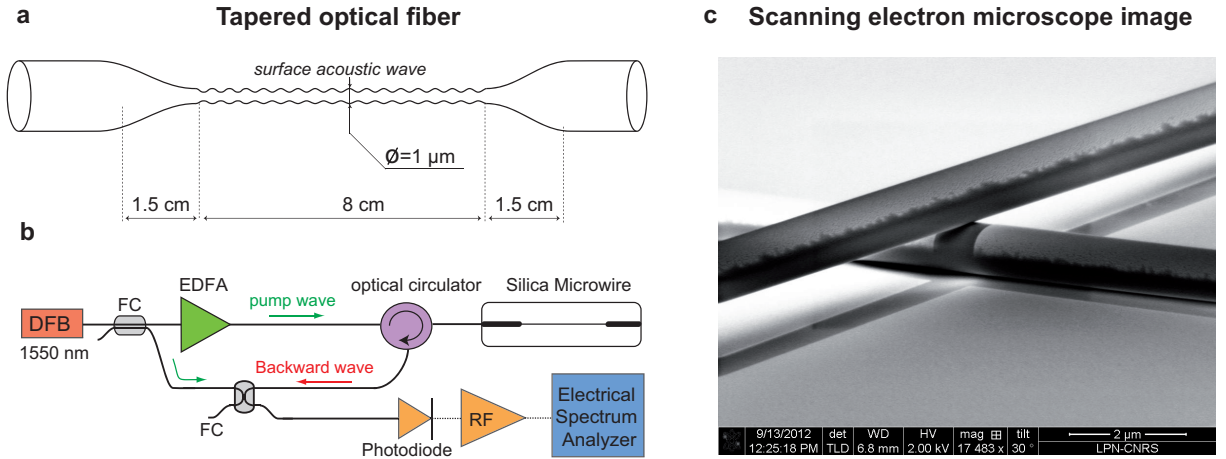 a
Tapered optical fiber
surface acoustic wave
Ø=1 µm
1.5 cm
8 cm
1.5 cm
b
EDFA
FC
pump wave
optical circulator
Silica Microwire
DFB
1550 nm
Backward wave
FC
Photodiode
RF
Electrical
Spectrum
Analyzer
c
Scanning electron microscope image
9/13/2012
12:25:18 PM
det
TLD
WD
6.8 mm
HV
2.00 kV
mag
17 483 x
tilt
30 °
2 µm
LPN-CNRS